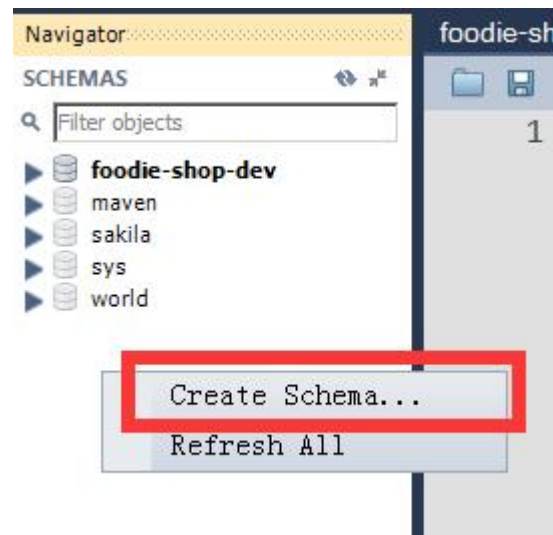 Navigator
foodie-sh
SCHEMAS
Filter objects
1
foodie-shop-dev
maven
sakila
sys
world
Create Schema...
Refresh All